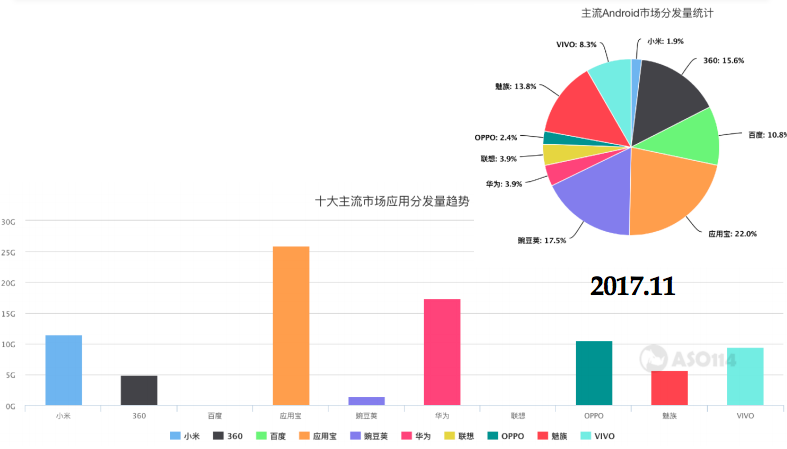 主流Android市场分发量统计
小米: 1.9%
VIVO: 8.3%
360: 15.6%
魅族: 13.8%
百度: 10.8%
OPPO: 2.4%
联想: 3.9%
华为: 3.9%
应用宝: 22.0%
豌豆荚: 17.5%
十大主流市场应用分发量趋势
2017.11
30G
25G
20G
15G
10G
5G
0G
ASO114
小米 360 百度 应用宝 豌豆荚 华为 联想 OPPO 魅族 VIVO
小米 360 百度 应用宝 豌豆荚 华为 联想 OPPO 魅族 VIVO